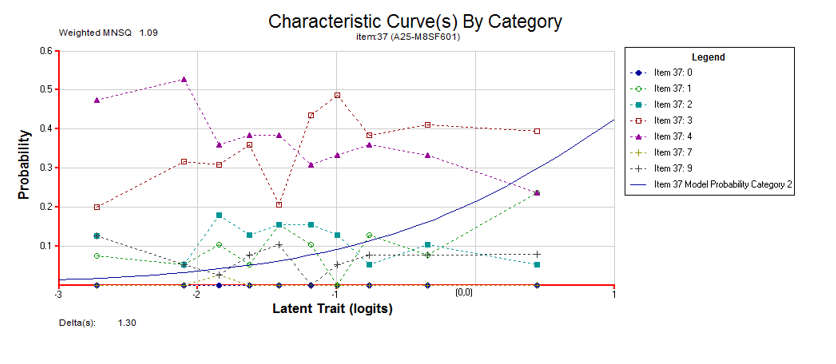 Characteristic Curve(s) By Category
Weighted MNSQ 1.09
item:37 (A25-M8SF601)
0.6
0.5
0.4
0.3
0.2
0.1
Probability
-3
-2
-1
(0,0)
1
Latent Trait (logits)
Delta(s): 1.30
Legend
Item 37: 0
Item 37: 1
Item 37: 2
Item 37: 3
Item 37: 4
Item 37: 7
Item 37: 9
Item 37 Model Probability Category 2